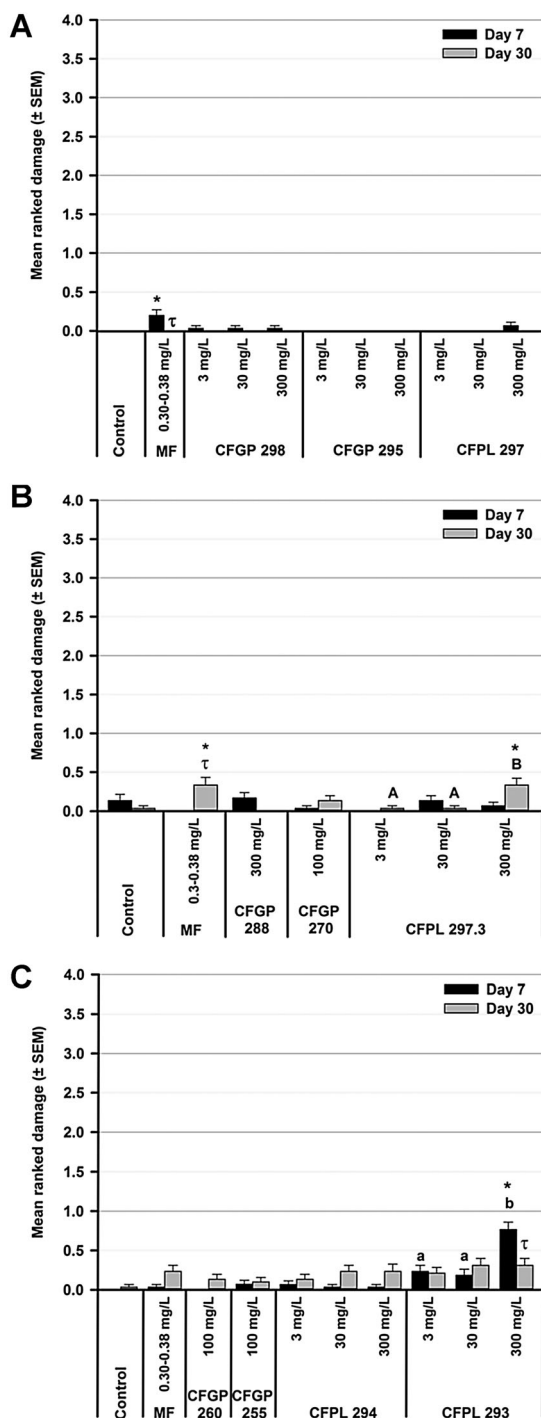 A
Mean ranked damage (± SEM)
4.0
3.5
3.0
2.5
2.0
1.5
1.0
0.5
0.0
Day 7
Day 30
*
τ
Control
0.30-0.38 mg/L
MF
3 mg/L
30 mg/L
300 mg/L
CFGP 298
3 mg/L
30 mg/L
300 mg/L
CFGP 295
3 mg/L
30 mg/L
300 mg/L
CFPL 297
B
Mean ranked damage (± SEM)
4.0
3.5
3.0
2.5
2.0
1.5
1.0
0.5
0.0
Day 7
Day 30
*
τ
A
A
*
B
Control
0.3-0.38 mg/L
MF
300 mg/L
CFGP
288
100 mg/L
CFGP
270
3 mg/L
30 mg/L
300 mg/L
CFPL 297.3
C
Mean ranked damage (± SEM)
4.0
3.5
3.0
2.5
2.0
1.5
1.0
0.5
0.0
Day 7
Day 30
a
a
*
b
τ
Control
0.30-0.38 mg/L
MF
100 mg/L
CFGP
260
100 mg/L
CFGP
255
3 mg/L
30 mg/L
300 mg/L
CFPL 294
3 mg/L
30 mg/L
300 mg/L
CFPL 293